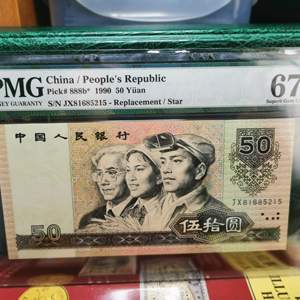 PMG
China / People's Republic
Pick# 888b* 1990 50 Yüan
S/N JX81685215 - Replacement / Star
67
中国人民银行
50
JX81685215
50
伍拾圆